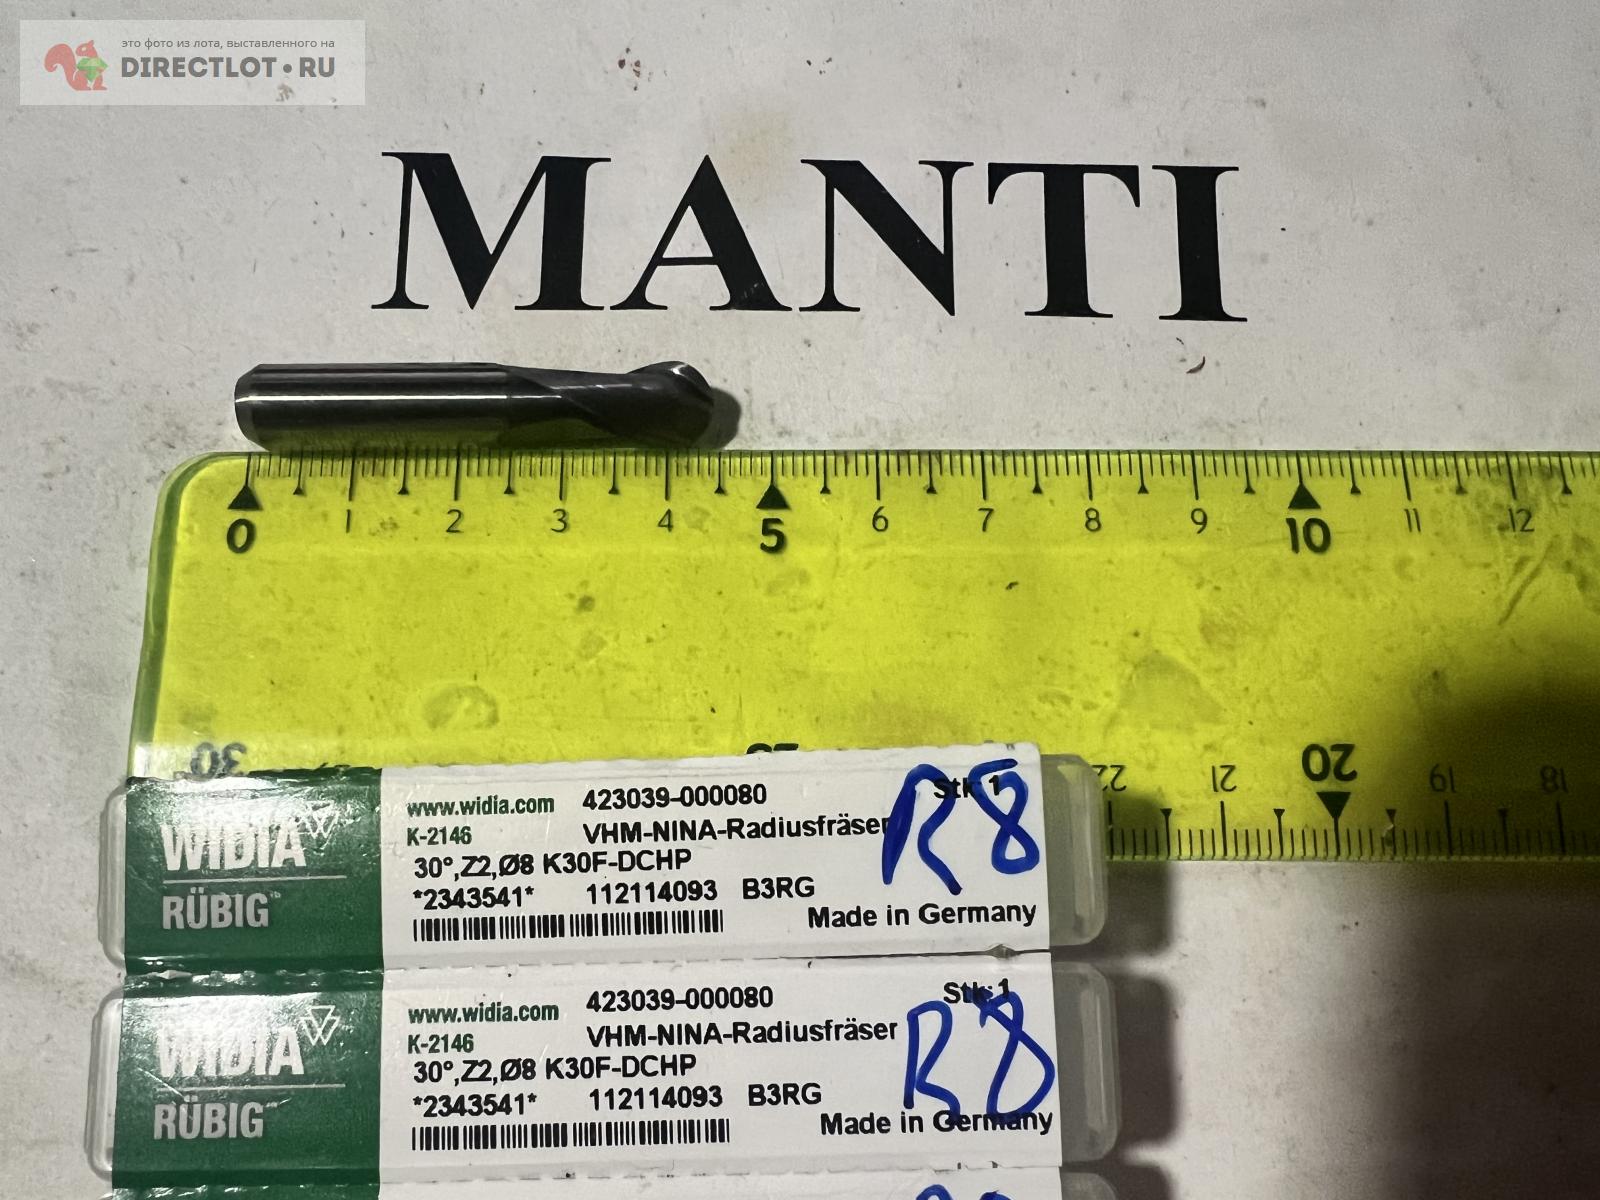 это фото из лота, выставленного на
DIRECTLOT•RU
MANTI
0 1 2 3 4 5 6 7 8 9 10 11 12
30
22 21 20 19 18
WIDIA
RÜBIG
www.widia.com 423039-000080 Stk 1
K-2146 VHM-NINA-Radiusfräser
30°,Z2,Ø8 K30F-DCHP
*2343541* 112114093 B3RG
Made in Germany
R8
WIDIA
RÜBIG
www.widia.com 423039-000080 Stk:1
K-2146 VHM-NINA-Radiusfräser
30°,Z2,Ø8 K30F-DCHP
*2343541* 112114093 B3RG
Made in Germany
R8